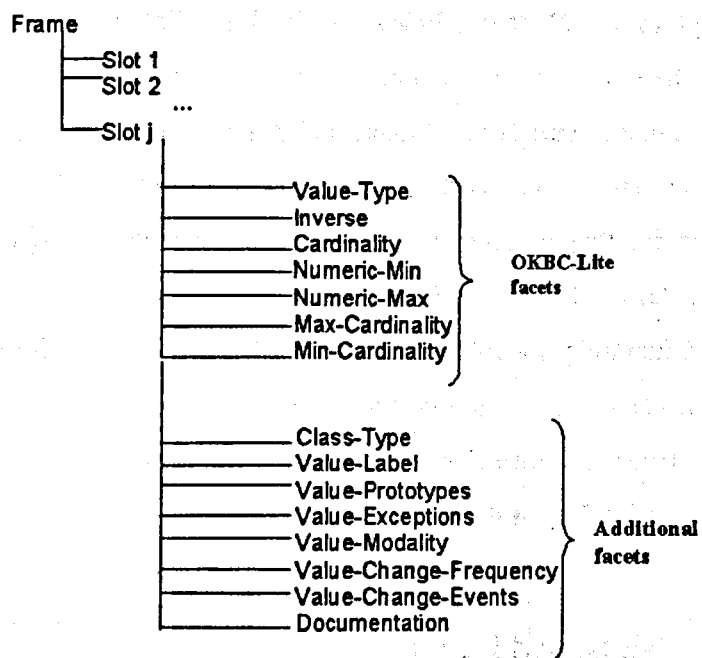 Frame
Slot 1
Slot 2
...
Slot j
Value-Type
Inverse
Cardinality
Numeric-Min
Numeric-Max
Max-Cardinality
Min-Cardinality
OKBC-Lite
facets
Class-Type
Value-Label
Value-Prototypes
Value-Exceptions
Value-Modality
Value-Change-Frequency
Value-Change-Events
Documentation
Additional
facets